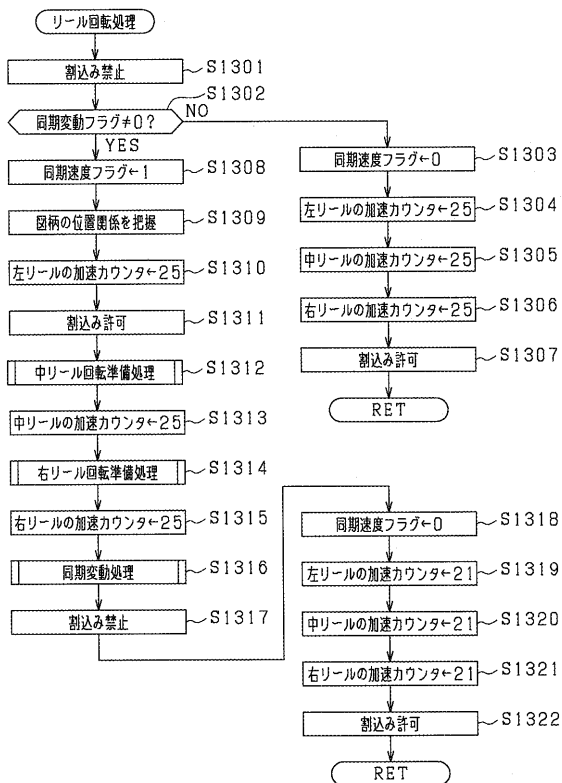 リール回転処理
割込み禁止
S1301
S1302
同期変動フラグ≠0?
NO
YES
同期速度フラグ←1
S1308
図柄の位置関係を把握
S1309
左リールの加速カウンタ←25
S1310
割込み許可
S1311
中リール回転準備処理
S1312
中リールの加速カウンタ←25
S1313
右リール回転準備処理
S1314
右リールの加速カウンタ←25
S1315
同期変動処理
S1316
割込み禁止
S1317
同期速度フラグ←0
S1303
左リールの加速カウンタ←25
S1304
中リールの加速カウンタ←25
S1305
右リールの加速カウンタ←25
S1306
割込み許可
S1307
RET
同期速度フラグ←0
S1318
左リールの加速カウンタ←21
S1319
中リールの加速カウンタ←21
S1320
右リールの加速カウンタ←21
S1321
割込み許可
S1322
RET